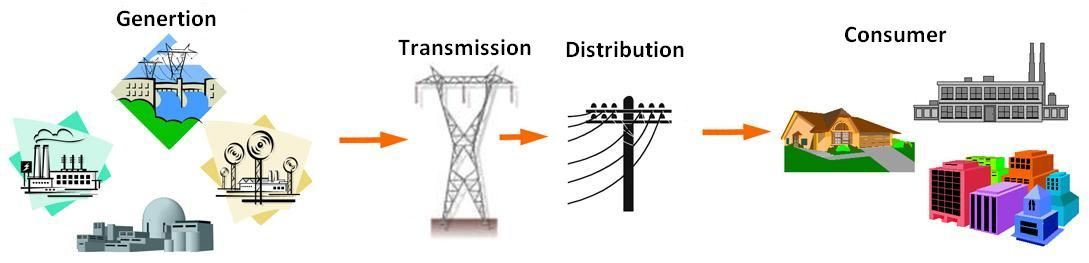 Genertion
Transmission
Distribution
Consumer